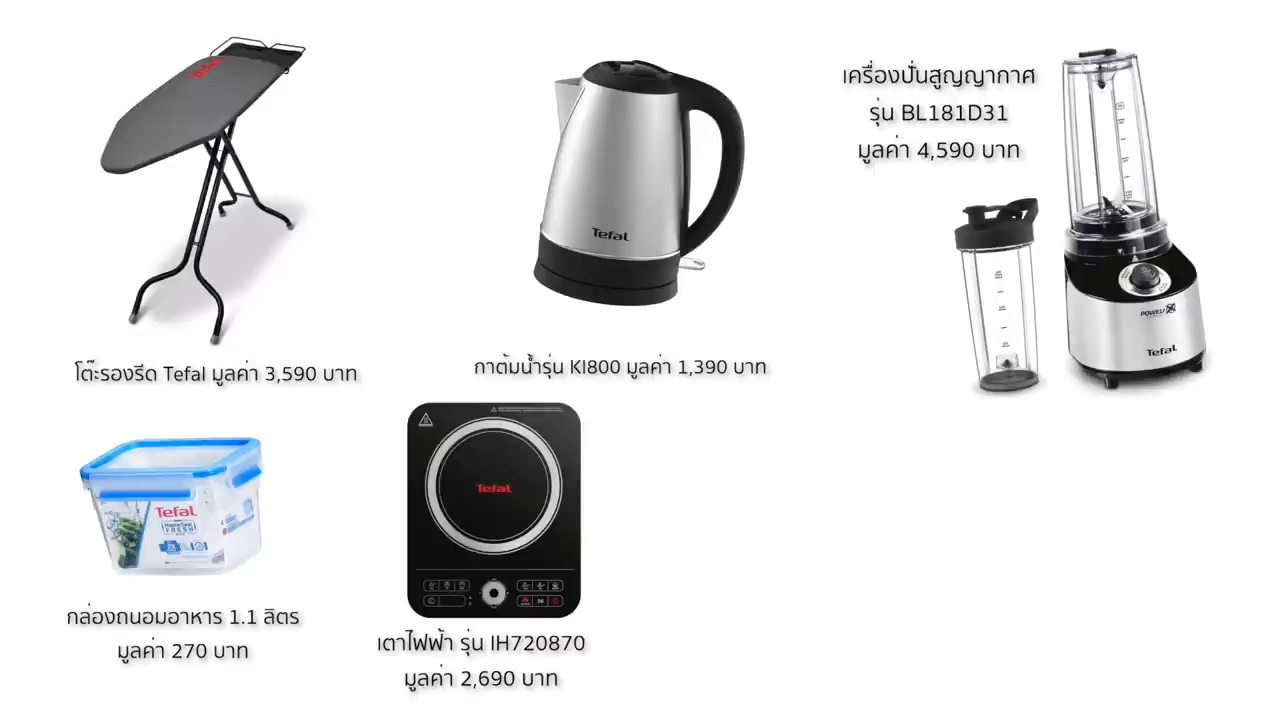 Tefal
Tefal
เครื่องปั่นสูญญากาศ
รุ่น BL181D31
มูลค่า 4,590 บาท
Tefal
โต๊ะรองรีด Tefal มูลค่า 3,590 บาท
กาต้มน้ำรุ่น KI800 มูลค่า 1,390 บาท
Tefal
FRESH
Tefal
กล่องถนอมอาหาร 1.1 ลิตร
มูลค่า 270 บาท
เตาไฟฟ้า รุ่น IH720870
มูลค่า 2,690 บาท